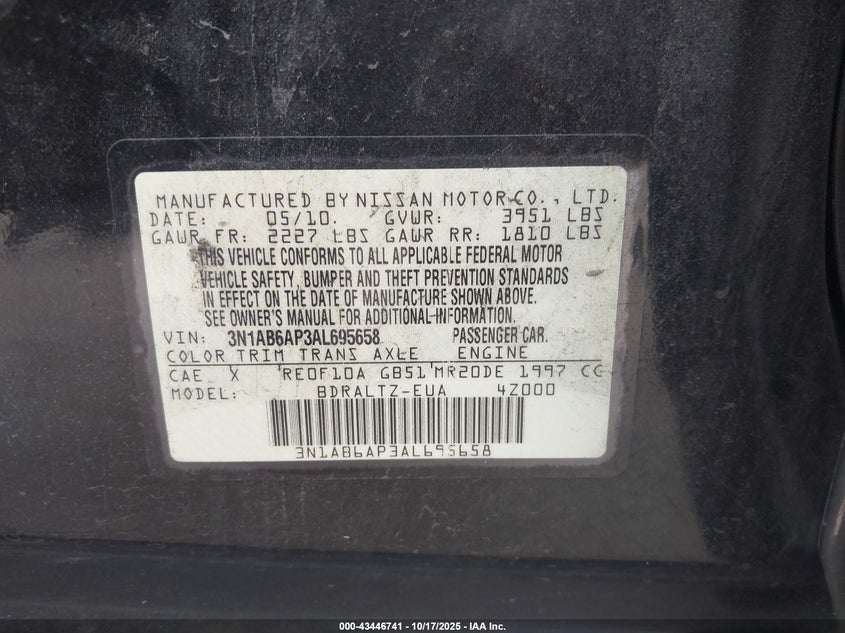 MANUFACTURED BY NISSAN MOTOR CO., LTD.
DATE: 05/10. GVWR: 3951 LBS
GAWR FR: 2227 LBS GAWR RR: 1810 LBS
THIS VEHICLE CONFORMS TO ALL APPLICABLE FEDERAL MOTOR
VEHICLE SAFETY, BUMPER AND THEFT PREVENTION STANDARDS
IN EFFECT ON THE DATE OF MANUFACTURE SHOWN ABOVE.
SEE OWNER'S MANUAL FOR ADDITIONAL INFORMATION.
VIN: 3N1AB6AP3AL695658 PASSENGER CAR.
COLOR TRIM TRANS AXLE ENGINE
CAE X RE0F10A GB51 MR20DE 1997 CC
MODEL: BDRALTZ-EUA 4Z000
3N1AB6AP3AL695658
000-43446741 | 10/17/2025 - IAA Inc.